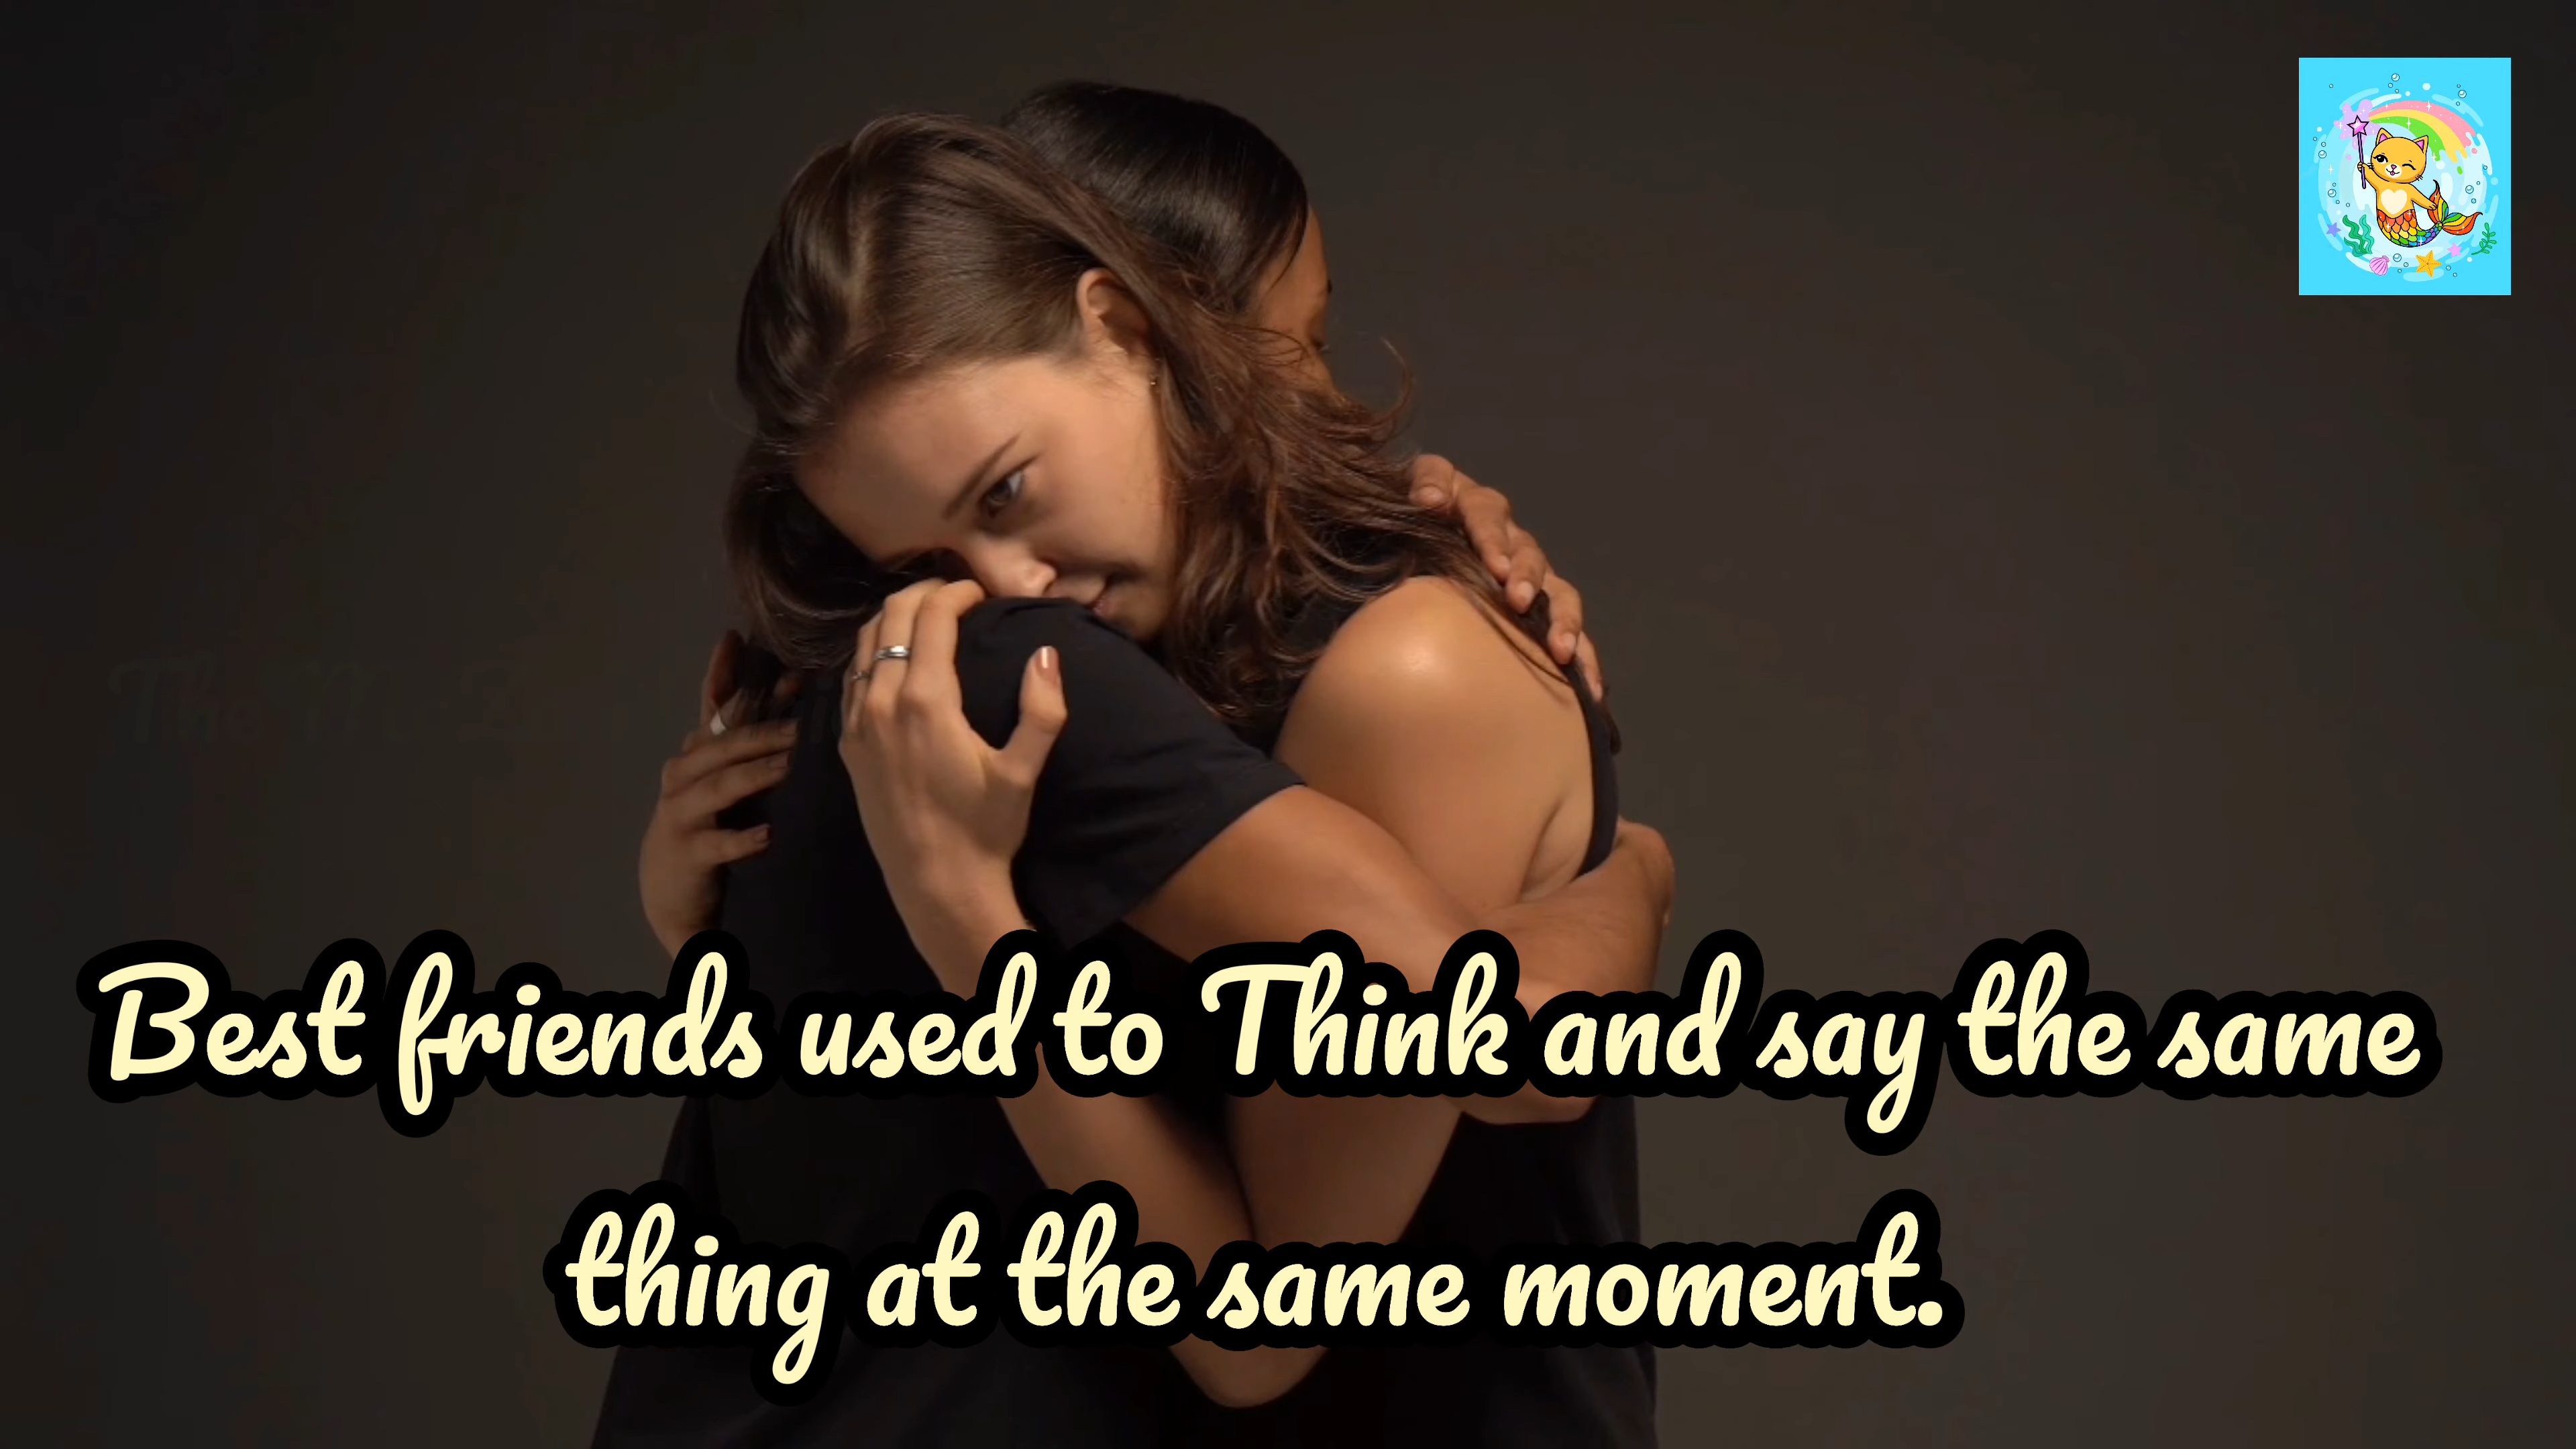 Best friends used to Think and say the same
thing at the same moment.